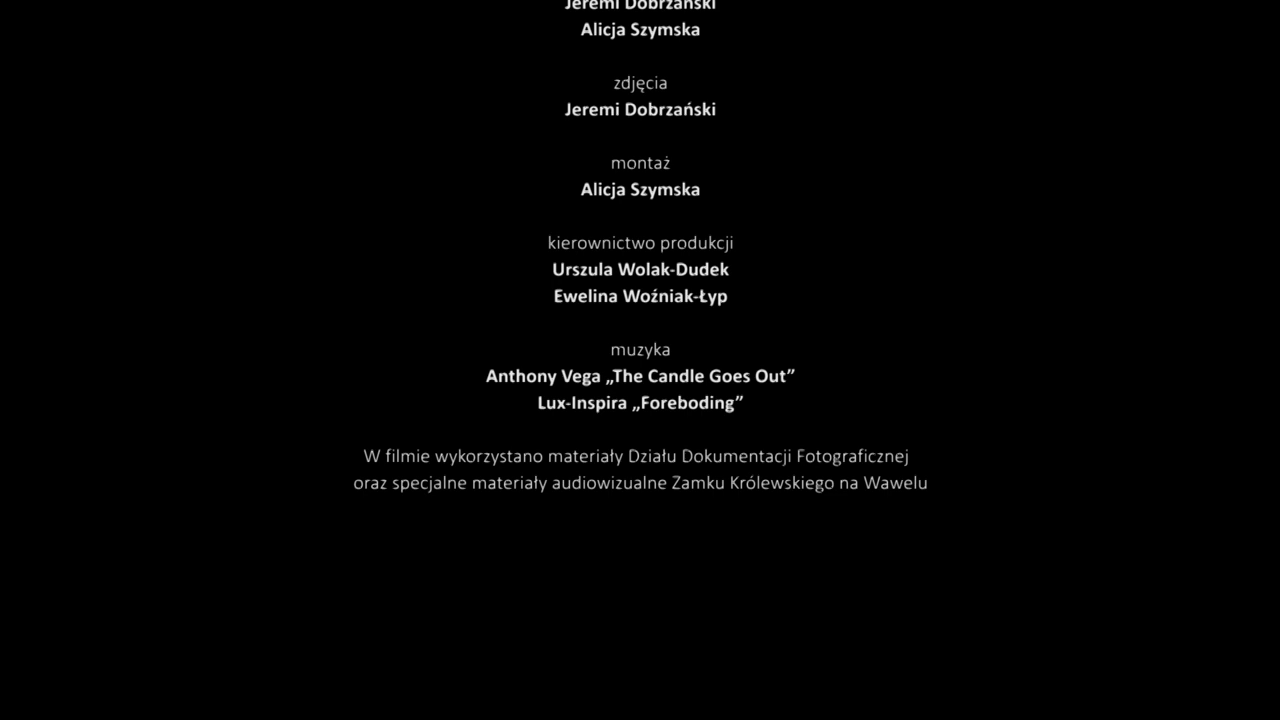 Jeremi Dobrzański
Alicja Szymska
zdjęcia
Jeremi Dobrzański
montaż
Alicja Szymska
kierownictwo produkcji
Urszula Wolak-Dudek
Ewelina Woźniak-Łyp
muzyka
Anthony Vega „The Candle Goes Out”
Lux-Inspira „Foreboding”
W filmie wykorzystano materiały Działu Dokumentacji Fotograficznej
oraz specjalne materiały audiowizualne Zamku Królewskiego na Wawelu